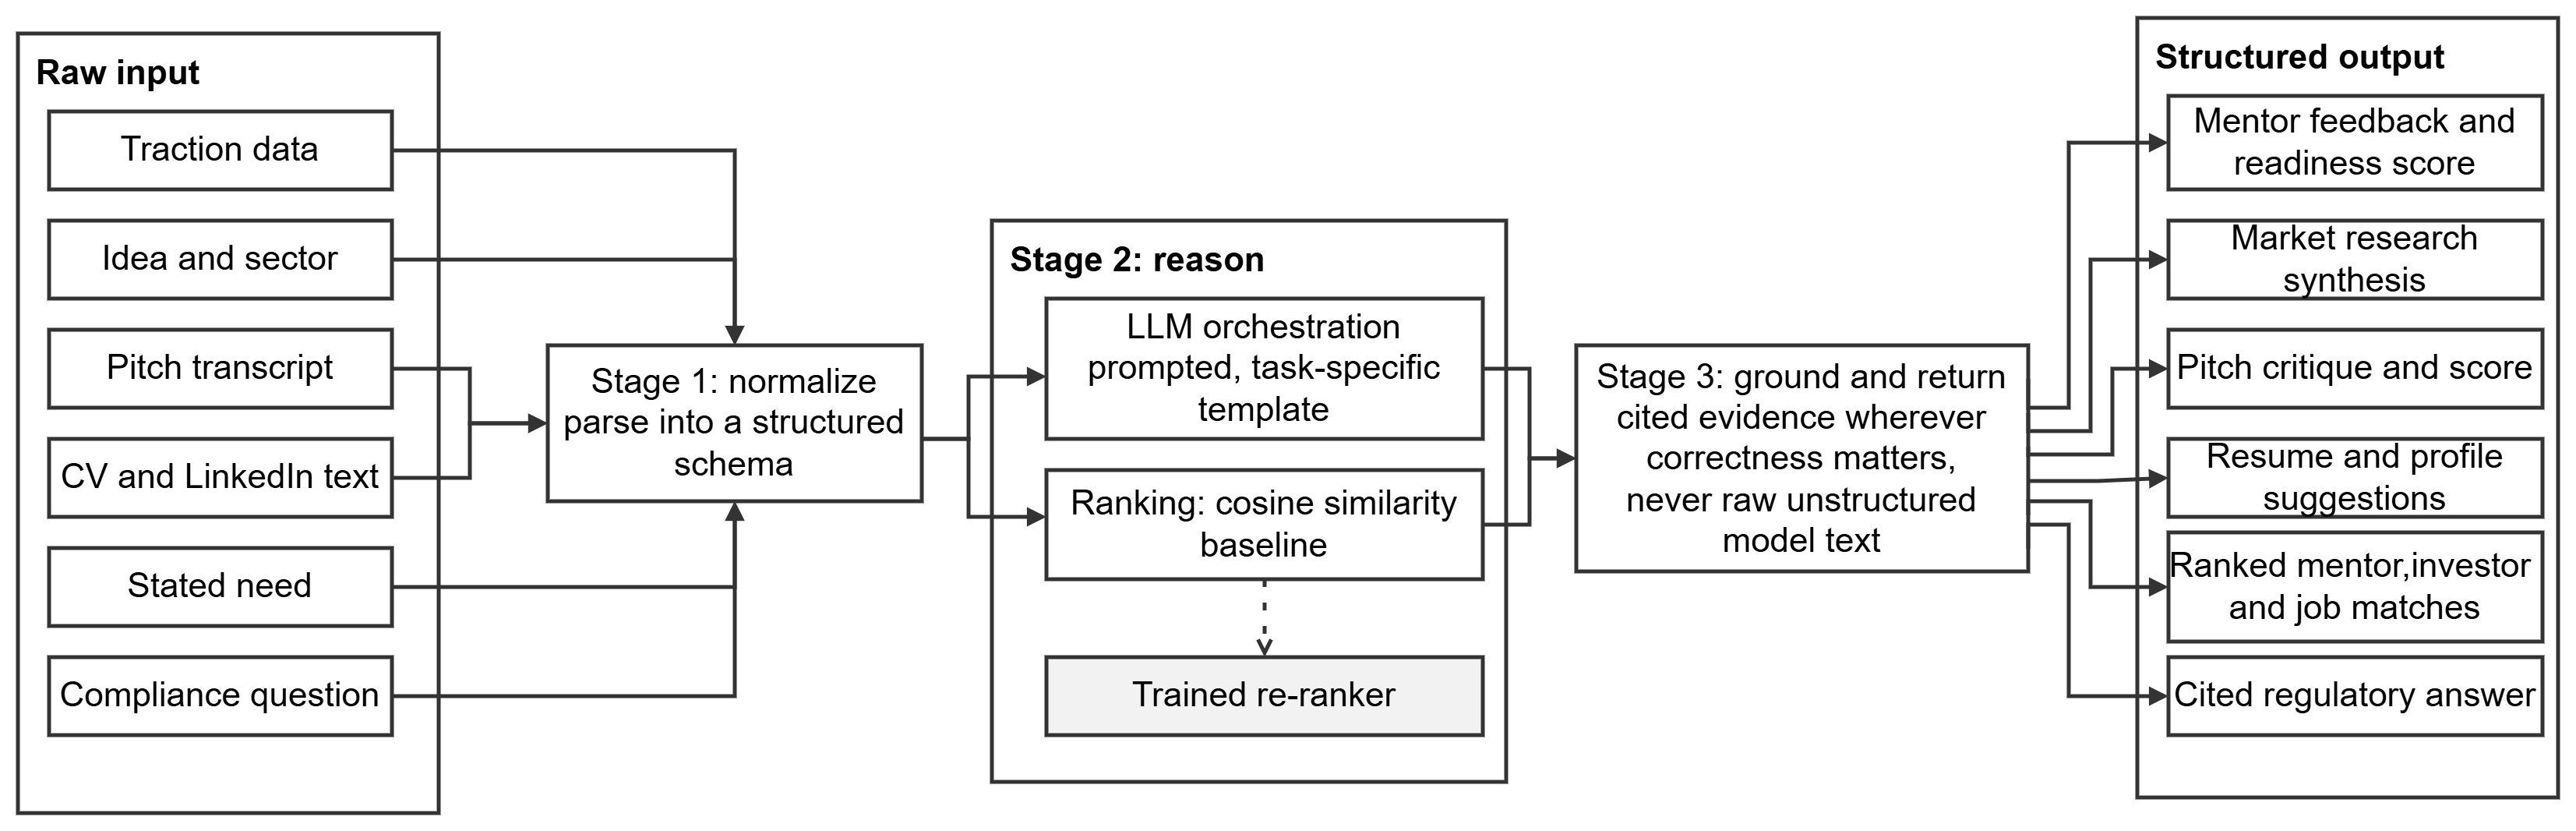 Raw input
Traction data
Idea and sector
Pitch transcript
CV and LinkedIn text
Stated need
Compliance question
Stage 1: normalize
parse into a structured
schema
Stage 2: reason
LLM orchestration
prompted, task-specific
template
Ranking: cosine similarity
baseline
Trained re-ranker
Stage 3: ground and return
cited evidence wherever
correctness matters,
never raw unstructured
model text
Structured output
Mentor feedback and
readiness score
Market research
synthesis
Pitch critique and score
Resume and profile
suggestions
Ranked mentor,investor
and job matches
Cited regulatory answer